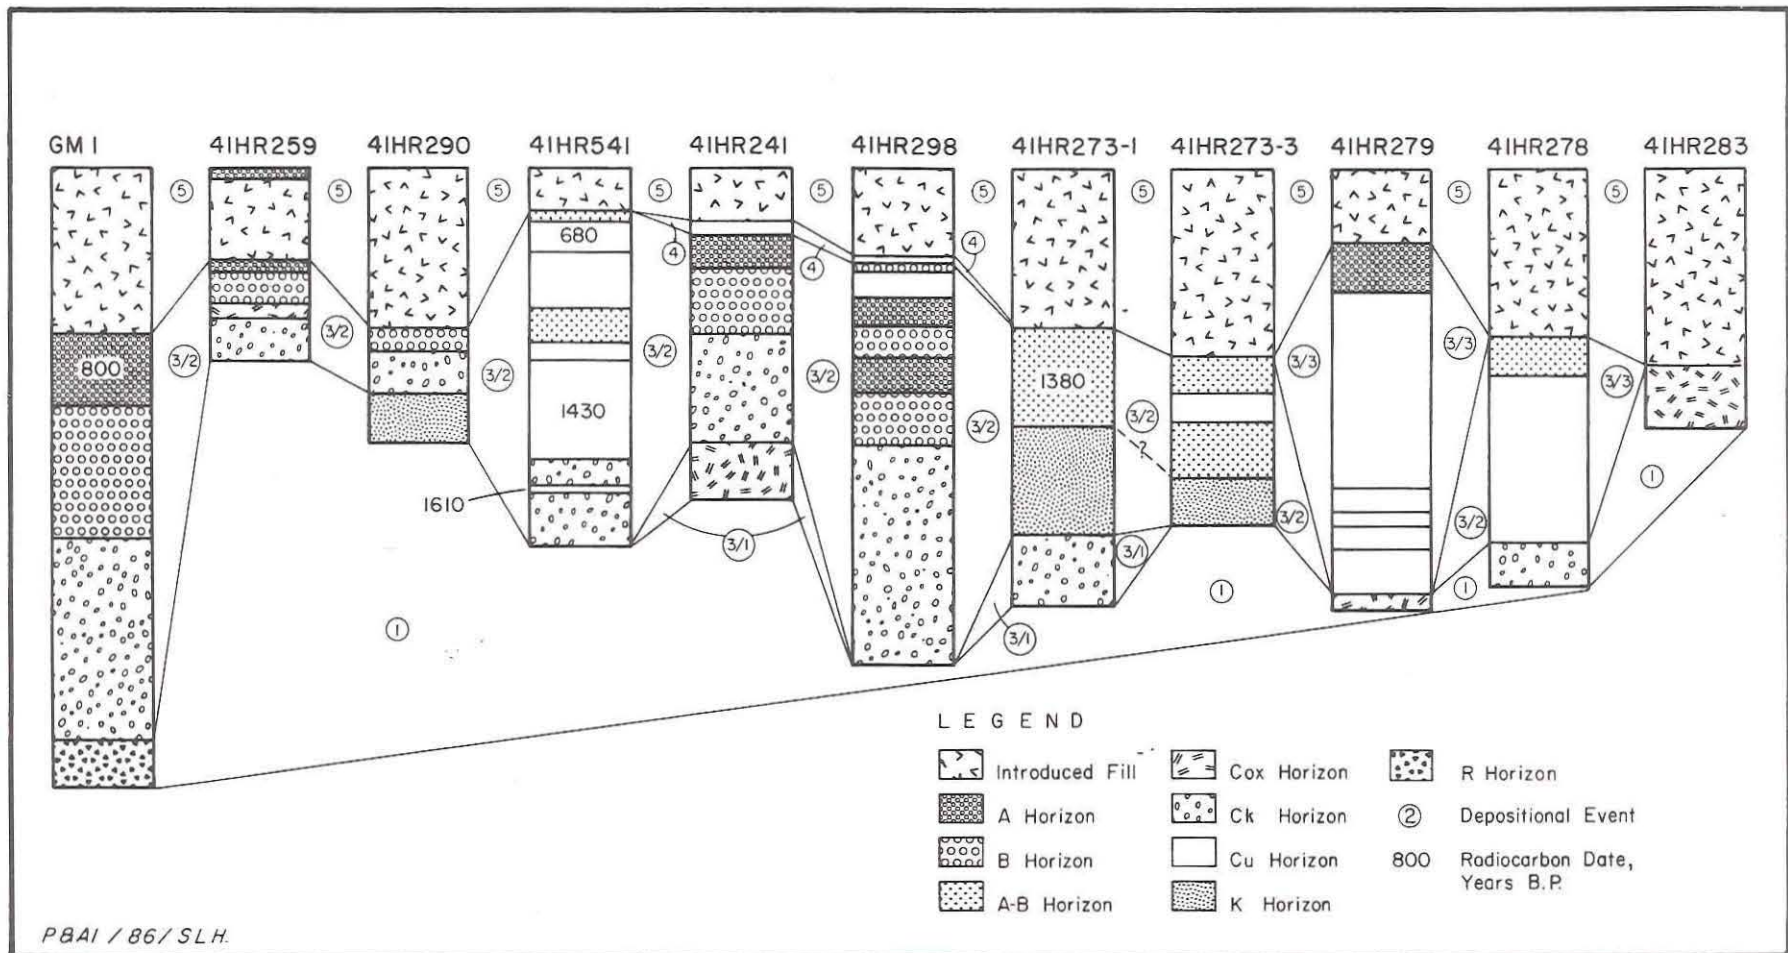 GM 1 41HR259 41HR290 41HR541 41HR241 41HR298 41HR273-1 41HR273-3 41HR279 41HR278 41HR283
5 5 5 5 5 5 5 5 5 5
680
4 4 4
800
3/2 3/2 3/2 3/2 3/2 3/2 3/2 3/3 3/3 3/3
1380
?
1430
1610
3/1 3/1 3/1
3/2 3/2
1 1 1 1
LEGEND
Introduced Fill
A Horizon
B Horizon
A-B Horizon
Cox Horizon
Ck Horizon
Cu Horizon
K Horizon
R Horizon
2 Depositional Event
800 Radiocarbon Date,
Years B.P.
PBAI / 86 / SLH.